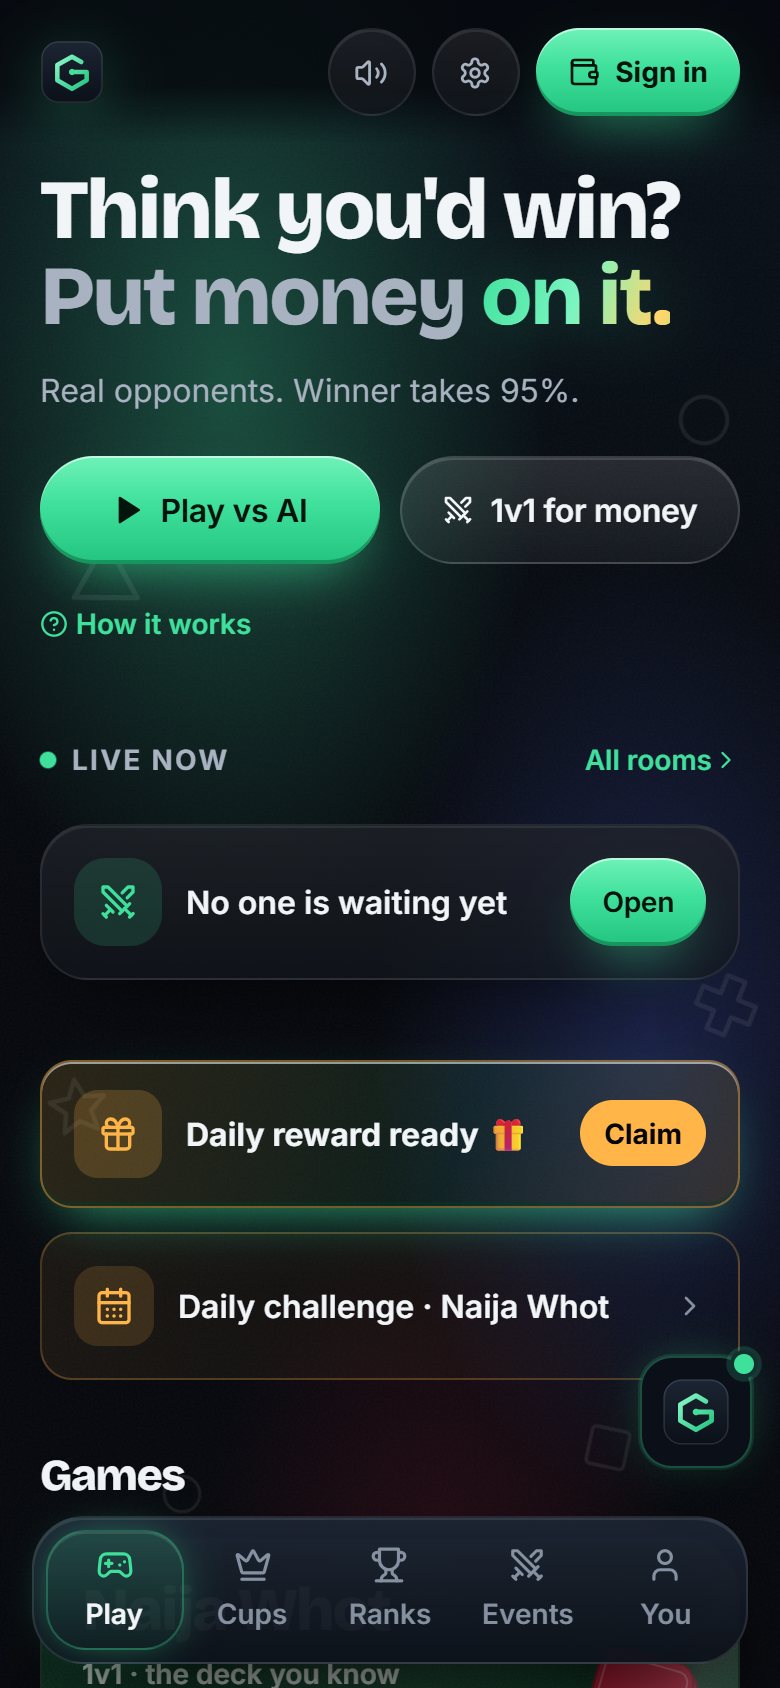 Sign in
Think you'd win?
Put money on it.
Real opponents. Winner takes 95%.
Play vs AI
1v1 for money
How it works
LIVE NOW
All rooms
No one is waiting yet
Open
Daily reward ready 🎁
Claim
Daily challenge · Naija Whot
Games
Naija Whot
Play
Cups
Ranks
Events
You
1v1 · the deck you know